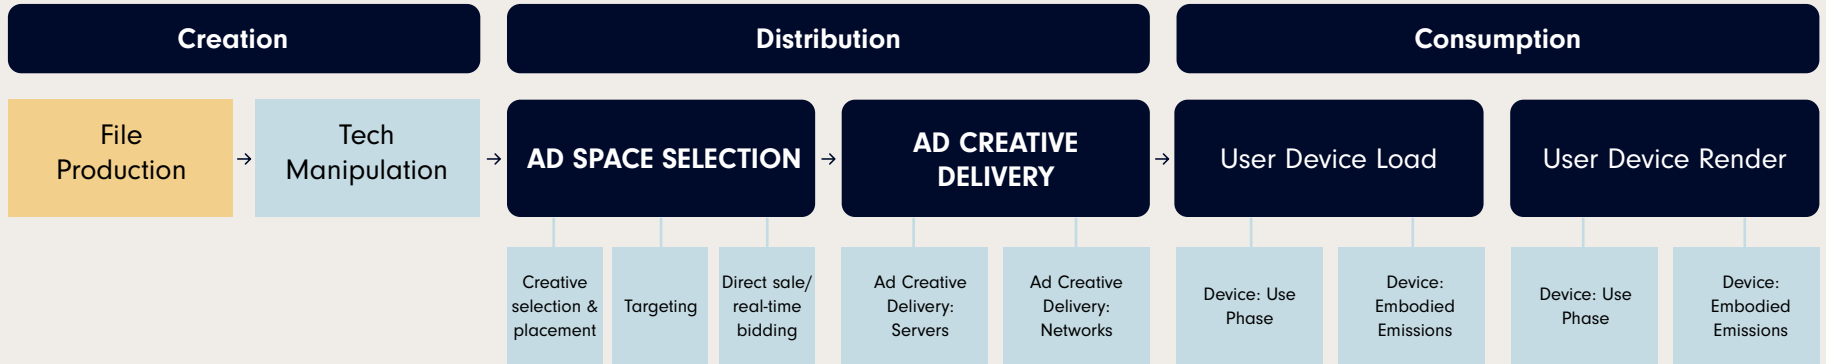 Creation
Distribution
Consumption
File
Production
Tech
Manipulation
AD SPACE SELECTION
AD CREATIVE
DELIVERY
User Device Load
User Device Render
Creative
selection &
placement
Targeting
Direct sale/
real-time
bidding
Ad Creative
Delivery:
Servers
Ad Creative
Delivery:
Networks
Device: Use
Phase
Device:
Embodied
Emissions
Device: Use
Phase
Device:
Embodied
Emissions